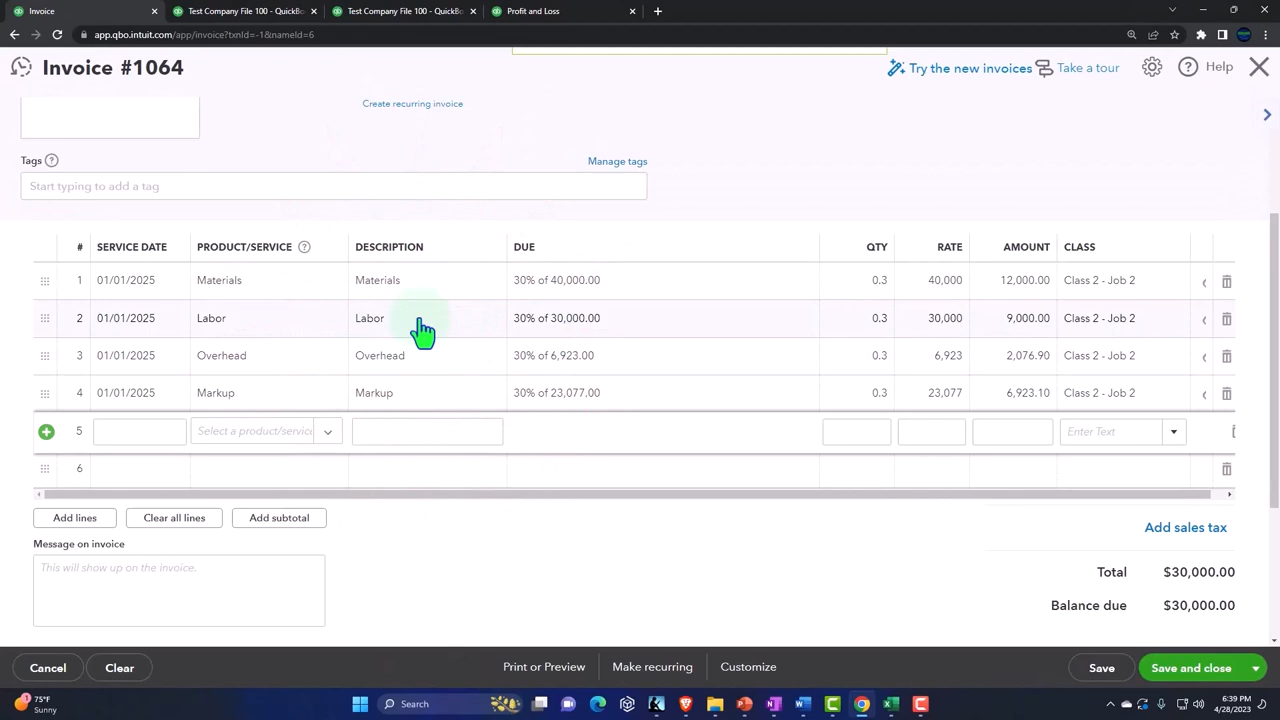 Invoice
Test Company File 100 - QuickBo
Test Company File 100 - QuickBo
Profit and Loss
app.qbo.intuit.com/app/invoice?txnId=-1&nameId=6
Invoice #1064
Try the new invoices
Take a tour
Help
Create recurring invoice
Tags
Manage tags
Start typing to add a tag
# SERVICE DATE PRODUCT/SERVICE DESCRIPTION DUE QTY RATE AMOUNT CLASS
1 01/01/2025 Materials Materials 30% of 40,000.00 0.3 40,000 12,000.00 Class 2 - Job 2
2 01/01/2025 Labor Labor 30% of 30,000.00 0.3 30,000 9,000.00 Class 2 - Job 2
3 01/01/2025 Overhead Overhead 30% of 6,923.00 0.3 6,923 2,076.90 Class 2 - Job 2
4 01/01/2025 Markup Markup 30% of 23,077.00 0.3 23,077 6,923.10 Class 2 - Job 2
5 Select a product/service Enter Text
6
Add lines Clear all lines Add subtotal
Add sales tax
Message on invoice
This will show up on the invoice.
Total $30,000.00
Balance due $30,000.00
Cancel Clear Print or Preview Make recurring Customize Save Save and close
75°F
Sunny
Search
6:39 PM
4/28/2023